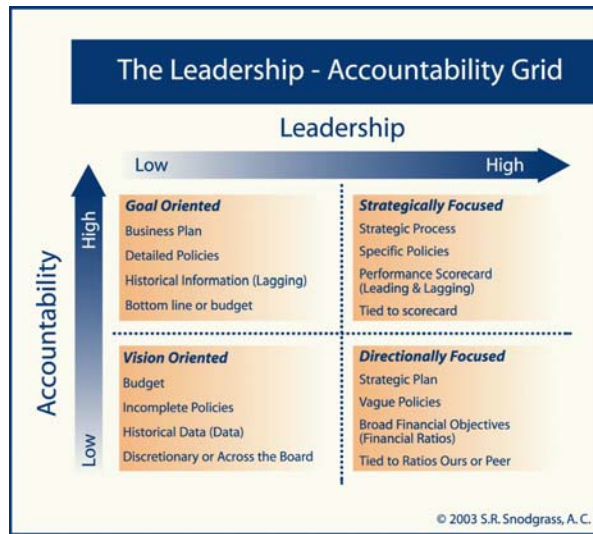 The Leadership - Accountability Grid
Leadership
Low
High
Accountability
High
Low
Goal Oriented
Business Plan
Detailed Policies
Historical Information (Lagging)
Bottom line or budget
Strategically Focused
Strategic Process
Specific Policies
Performance Scorecard
(Leading & Lagging)
Tied to scorecard
Vision Oriented
Budget
Incomplete Policies
Historical Data (Data)
Discretionary or Across the Board
Directionally Focused
Strategic Plan
Vague Policies
Broad Financial Objectives
(Financial Ratios)
Tied to Ratios Ours or Peer
© 2003 S.R. Snodgrass, A. C.